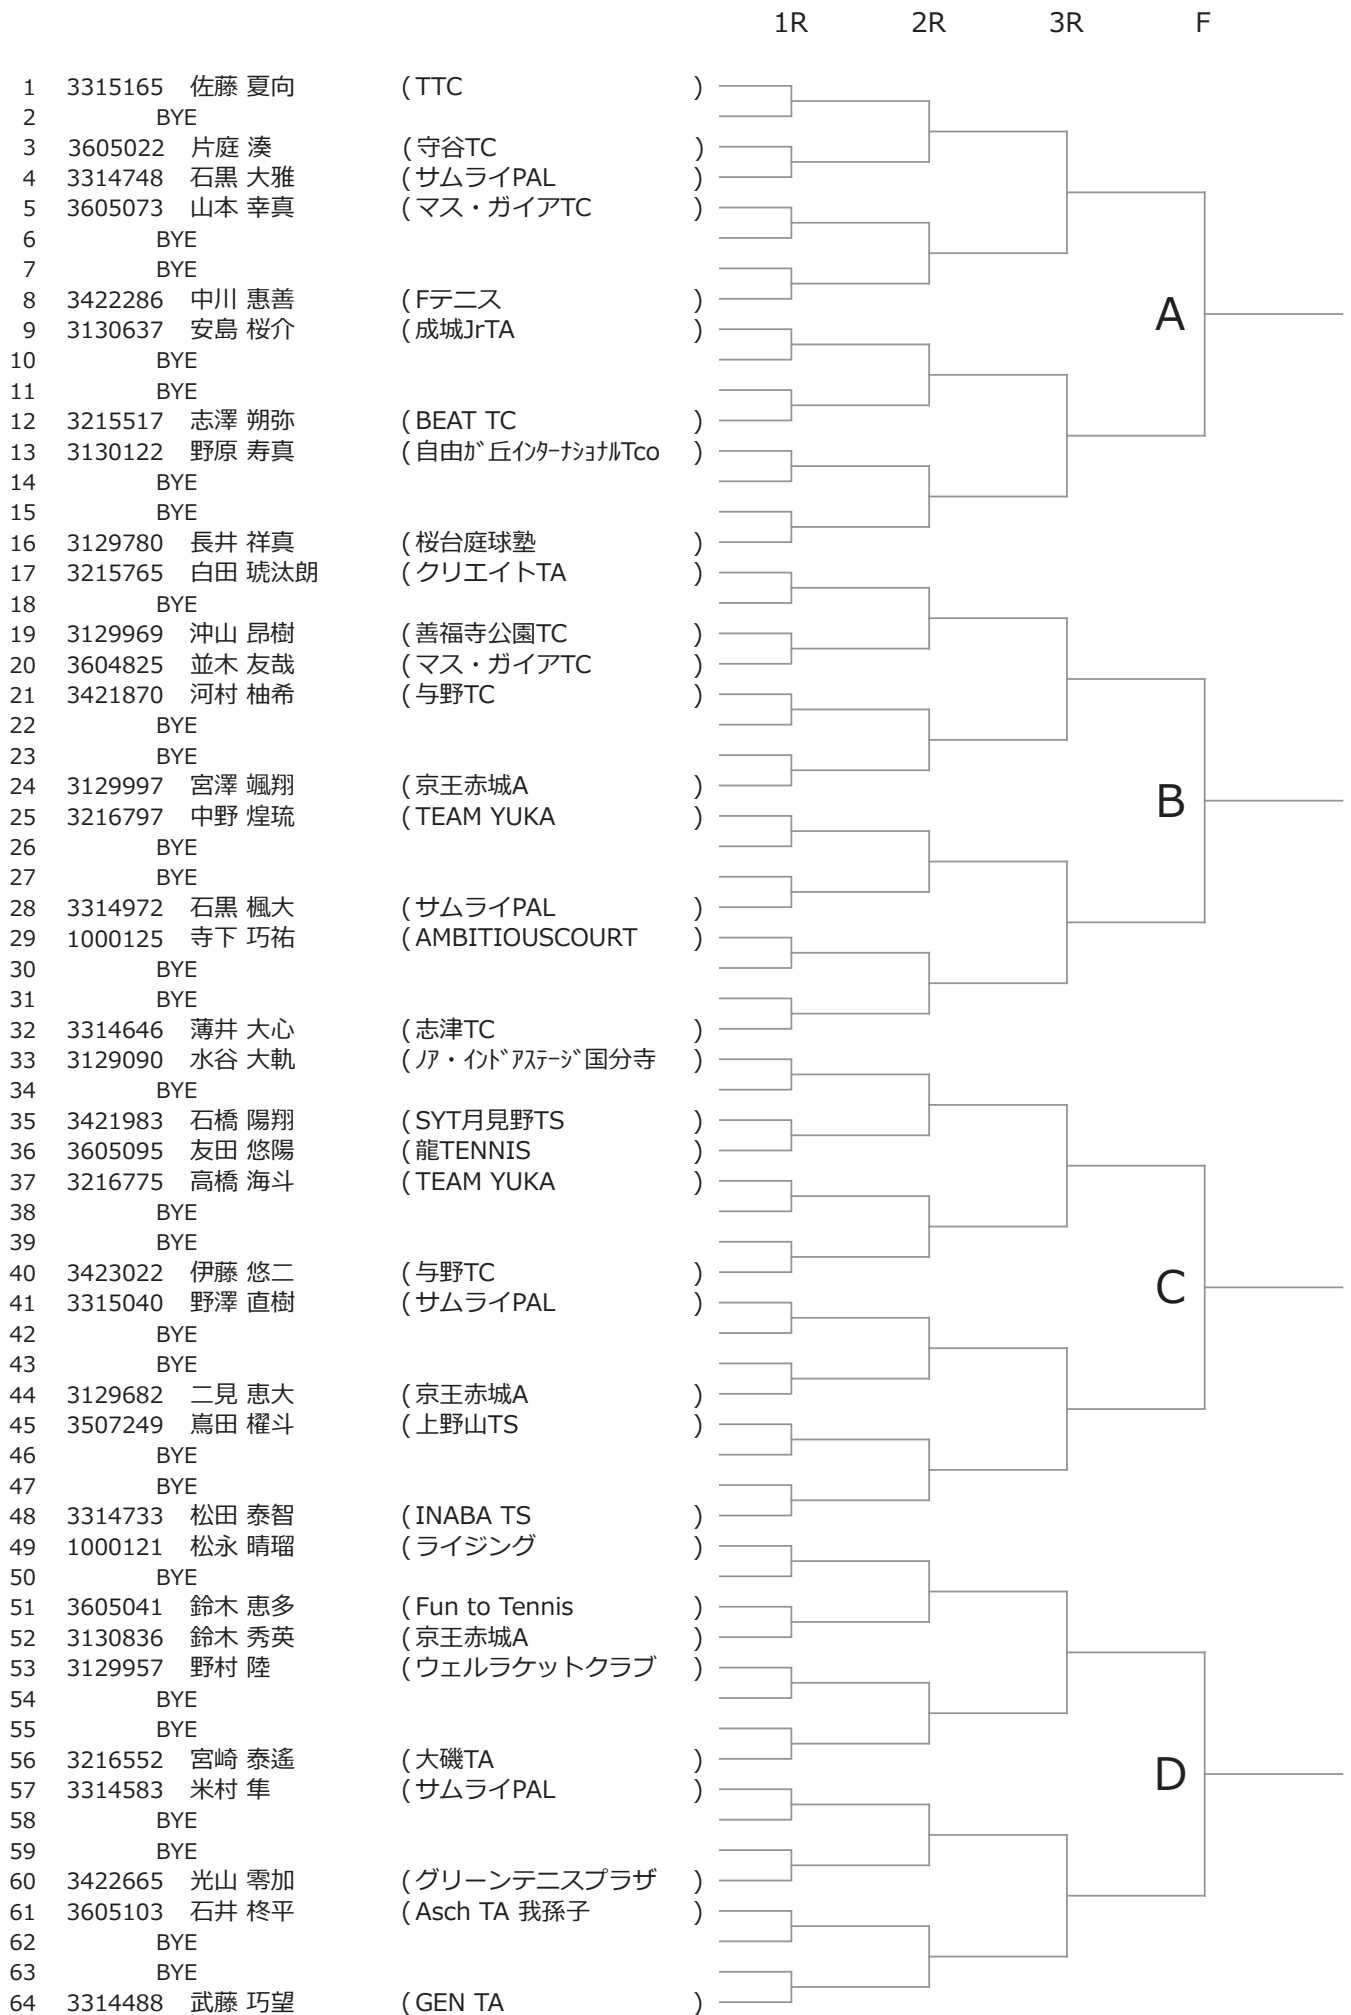 1R 2R 3R F
1 3315165 佐藤 夏向 ( TTC )
2 BYE
3 3605022 片庭 湊 ( 守谷TC )
4 3314748 石黒 大雅 ( サムライPAL )
5 3605073 山本 幸真 ( マス・ガイアTC )
6 BYE
7 BYE
8 3422286 中川 惠善 ( Fテニス )
9 3130637 安島 桜介 ( 成城JrTA )
10 BYE
11 BYE
12 3215517 志澤 朔弥 ( BEAT TC )
13 3130122 野原 寿真 ( 自由が丘ｲﾝﾀｰﾅｼｮﾅﾙTco )
14 BYE
15 BYE
16 3129780 長井 祥真 ( 桜台庭球塾 )
17 3215765 白田 琥汰朗 ( クリエイトTA )
18 BYE
19 3129969 沖山 昂樹 ( 善福寺公園TC )
20 3604825 並木 友哉 ( マス・ガイアTC )
21 3421870 河村 柚希 ( 与野TC )
22 BYE
23 BYE
24 3129997 宮澤 颯翔 ( 京王赤城A )
25 3216797 中野 煌琉 ( TEAM YUKA )
26 BYE
27 BYE
28 3314972 石黒 楓大 ( サムライPAL )
29 1000125 寺下 巧祐 ( AMBITIOUSCOURT )
30 BYE
31 BYE
32 3314646 薄井 大心 ( 志津TC )
33 3129090 水谷 大軌 ( ﾉｱ・ｲﾝﾄﾞｱｽﾃｰｼﾞ国分寺 )
34 BYE
35 3421983 石橋 陽翔 ( SYT月見野TS )
36 3605095 友田 悠陽 ( 龍TENNIS )
37 3216775 高橋 海斗 ( TEAM YUKA )
38 BYE
39 BYE
40 3423022 伊藤 悠二 ( 与野TC )
41 3315040 野澤 直樹 ( サムライPAL )
42 BYE
43 BYE
44 3129682 二見 恵大 ( 京王赤城A )
45 3507249 嶌田 櫂斗 ( 上野山TS )
46 BYE
47 BYE
48 3314733 松田 泰智 ( INABA TS )
49 1000121 松永 晴瑠 ( ライジング )
50 BYE
51 3605041 鈴木 恵多 ( Fun to Tennis )
52 3130836 鈴木 秀英 ( 京王赤城A )
53 3129957 野村 陸 ( ウェルラケットクラブ )
54 BYE
55 BYE
56 3216552 宮崎 泰遙 ( 大磯TA )
57 3314583 米村 隼 ( サムライPAL )
58 BYE
59 BYE
60 3422665 光山 零加 ( グリーンテニスプラザ )
61 3605103 石井 柊平 ( Asch TA 我孫子 )
62 BYE
63 BYE
64 3314488 武藤 巧望 ( GEN TA )
A
B
C
D